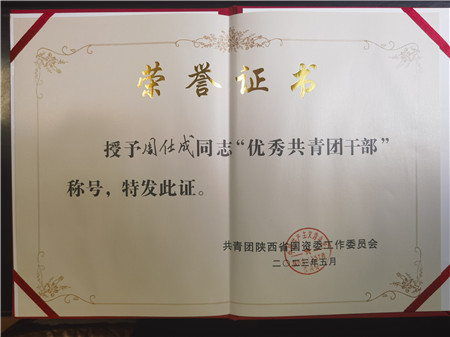 荣誉证书
授予周仕成同志“优秀共青团干部”
称号，特发此证。
共青团陕西省国资委工作委员会
二〇二三年五月